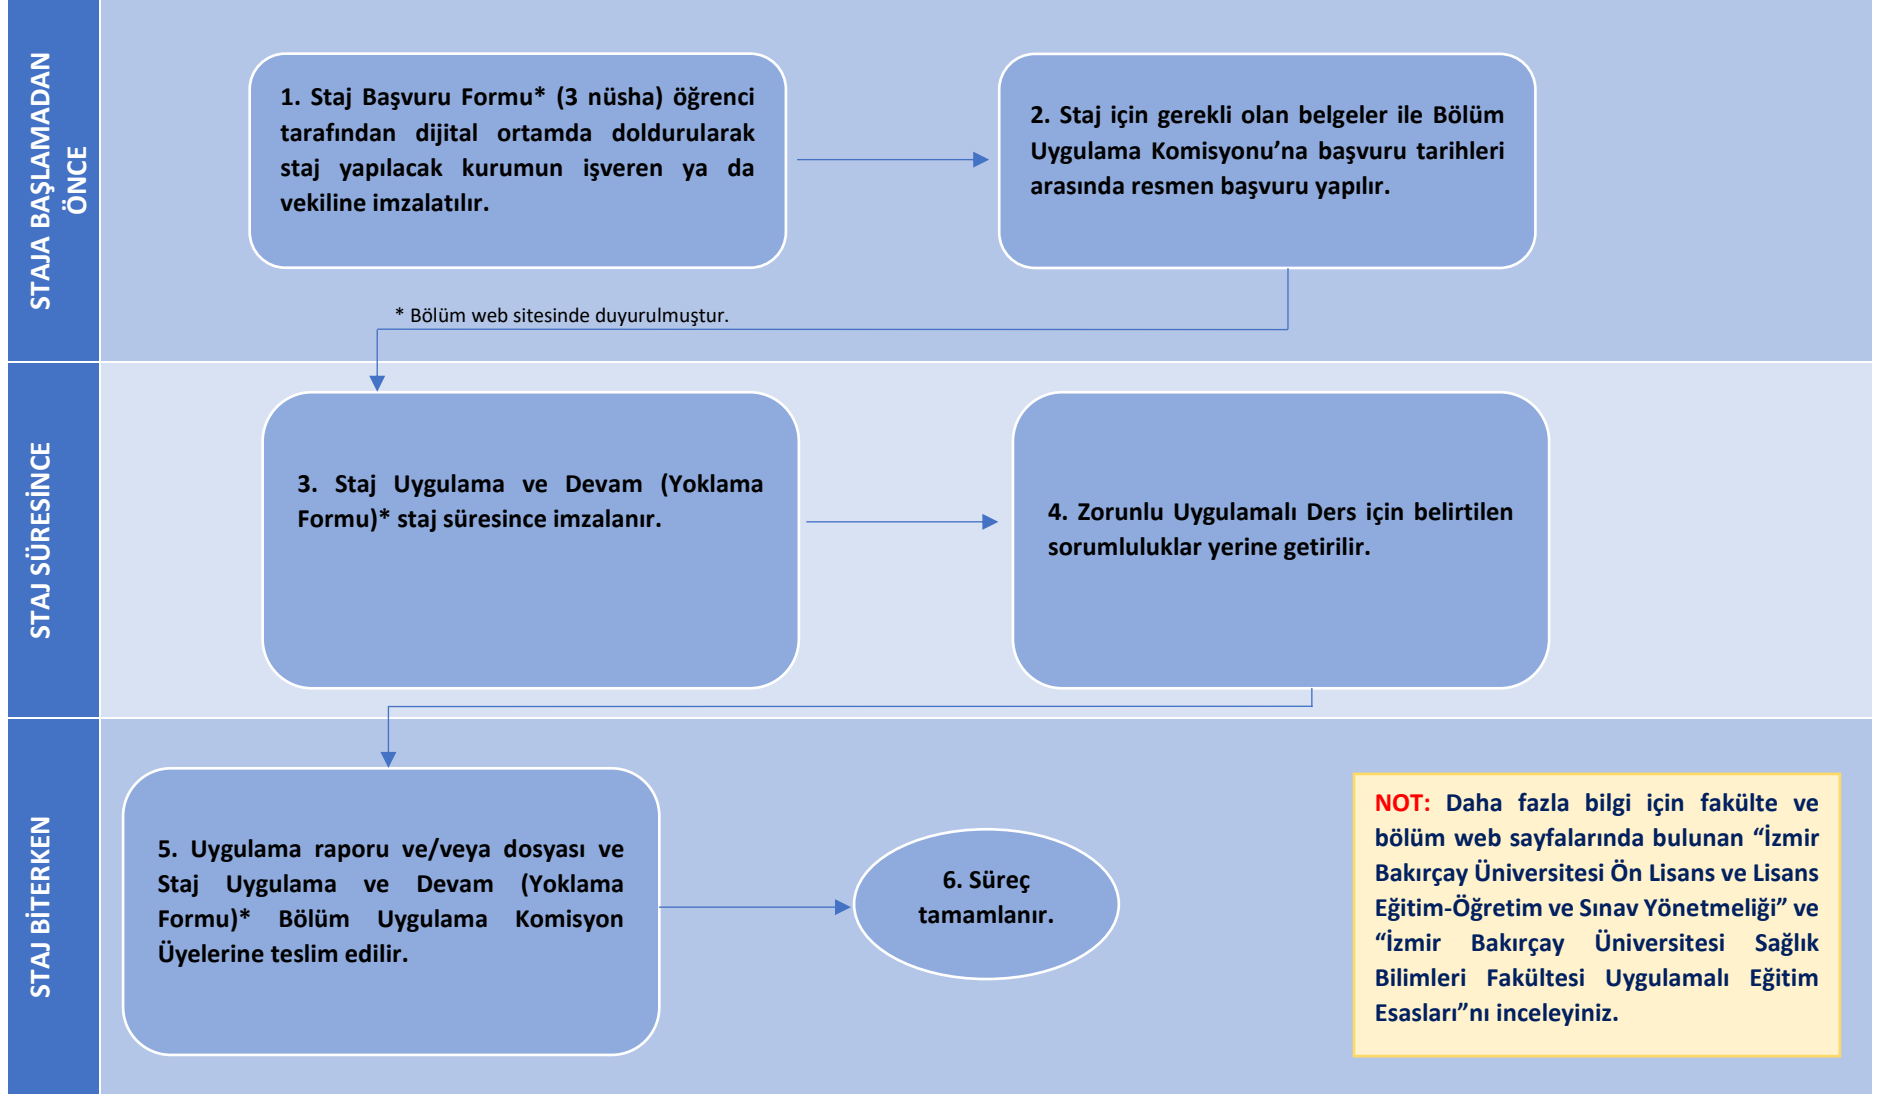 STAJA BAŞLAMADAN
ÖNCE
1. Staj Başvuru Formu* (3 nüsha) öğrenci
tarafından dijital ortamda doldurularak
staj yapılacak kurumun işveren ya da
vekiline imzalatılır.
2. Staj için gerekli olan belgeler ile Bölüm
Uygulama Komisyonu’na başvuru tarihleri
arasında resmen başvuru yapılır.
* Bölüm web sitesinde duyurulmuştur.
STAJ SÜRESİNCE
3. Staj Uygulama ve Devam (Yoklama
Formu)* staj süresince imzalanır.
4. Zorunlu Uygulamalı Ders için belirtilen
sorumluluklar yerine getirilir.
STAJ BİTERKEN
5. Uygulama raporu ve/veya dosyası ve
Staj Uygulama ve Devam (Yoklama
Formu)* Bölüm Uygulama Komisyon
Üyelerine teslim edilir.
6. Süreç
tamamlanır.
NOT: Daha fazla bilgi için fakülte ve
bölüm web sayfalarında bulunan “İzmir
Bakırçay Üniversitesi Ön Lisans ve Lisans
Eğitim-Öğretim ve Sınav Yönetmeliği” ve
“İzmir Bakırçay Üniversitesi Sağlık
Bilimleri Fakültesi Uygulamalı Eğitim
Esasları”nı inceleyiniz.